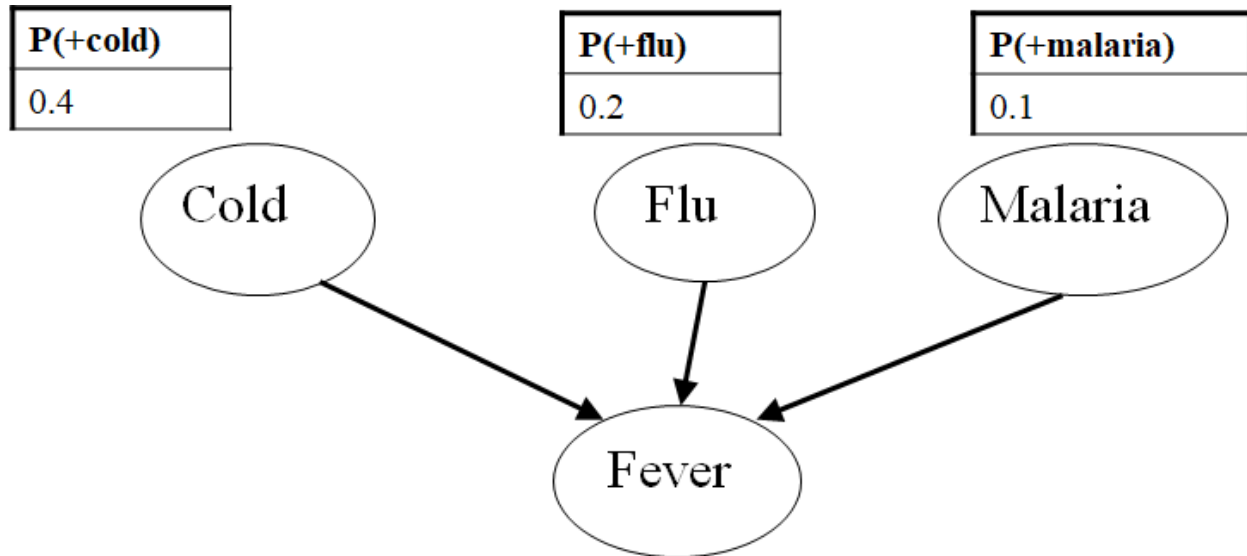 P(+cold)
0.4
P(+flu)
0.2
P(+malaria)
0.1
Cold
Flu
Malaria
Fever